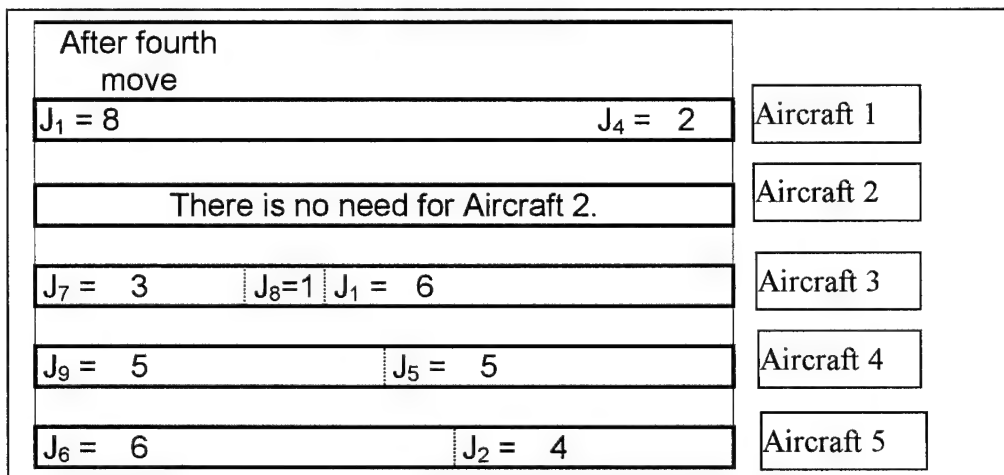 After fourth
move
J₁ = 8 J₄ = 2 Aircraft 1
There is no need for Aircraft 2. Aircraft 2
J₇ = 3 J₈=1 J₁ = 6 Aircraft 3
J₉ = 5 J₅ = 5 Aircraft 4
J₆ = 6 J₂ = 4 Aircraft 5